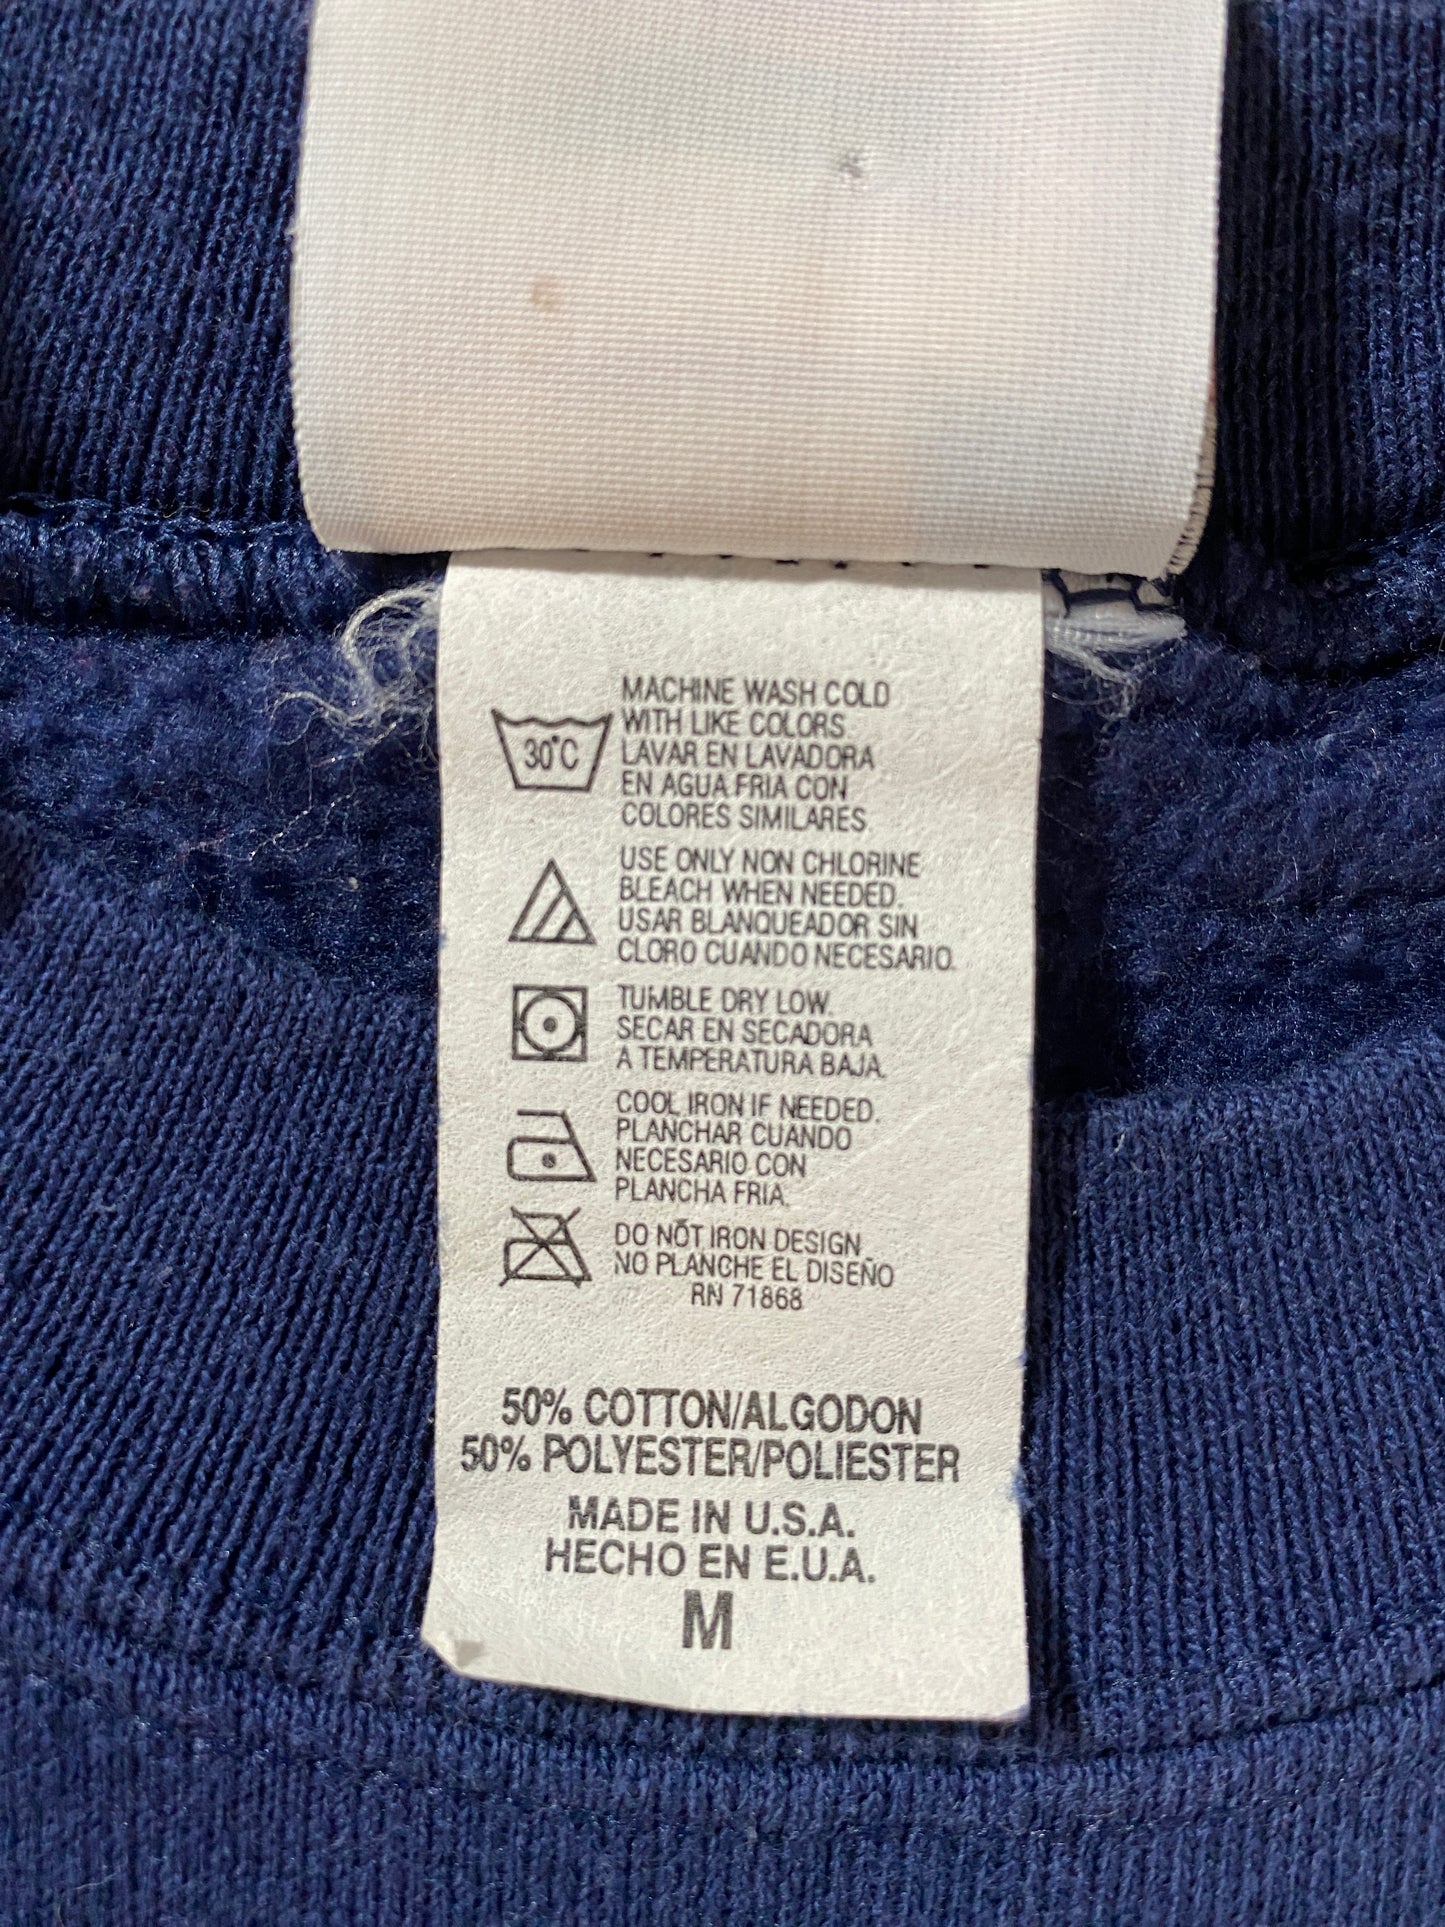 30°C
MACHINE WASH COLD
WITH LIKE COLORS
LAVAR EN LAVADORA
EN AGUA FRIA CON
COLORES SIMILARES.
USE ONLY NON CHLORINE
BLEACH WHEN NEEDED.
USAR BLANQUEADOR SIN
CLORO CUANDO NECESARIO.
TUMBLE DRY LOW.
SECAR EN SECADORA
A TEMPERATURA BAJA.
COOL IRON IF NEEDED.
PLANCHAR CUANDO
NECESARIO CON
PLANCHA FRIA.
DO NOT IRON DESIGN
NO PLANCHE EL DISEÑO
RN 71868
50% COTTON/ALGODON
50% POLYESTER/POLIESTER
MADE IN U.S.A.
HECHO EN E.U.A.
M